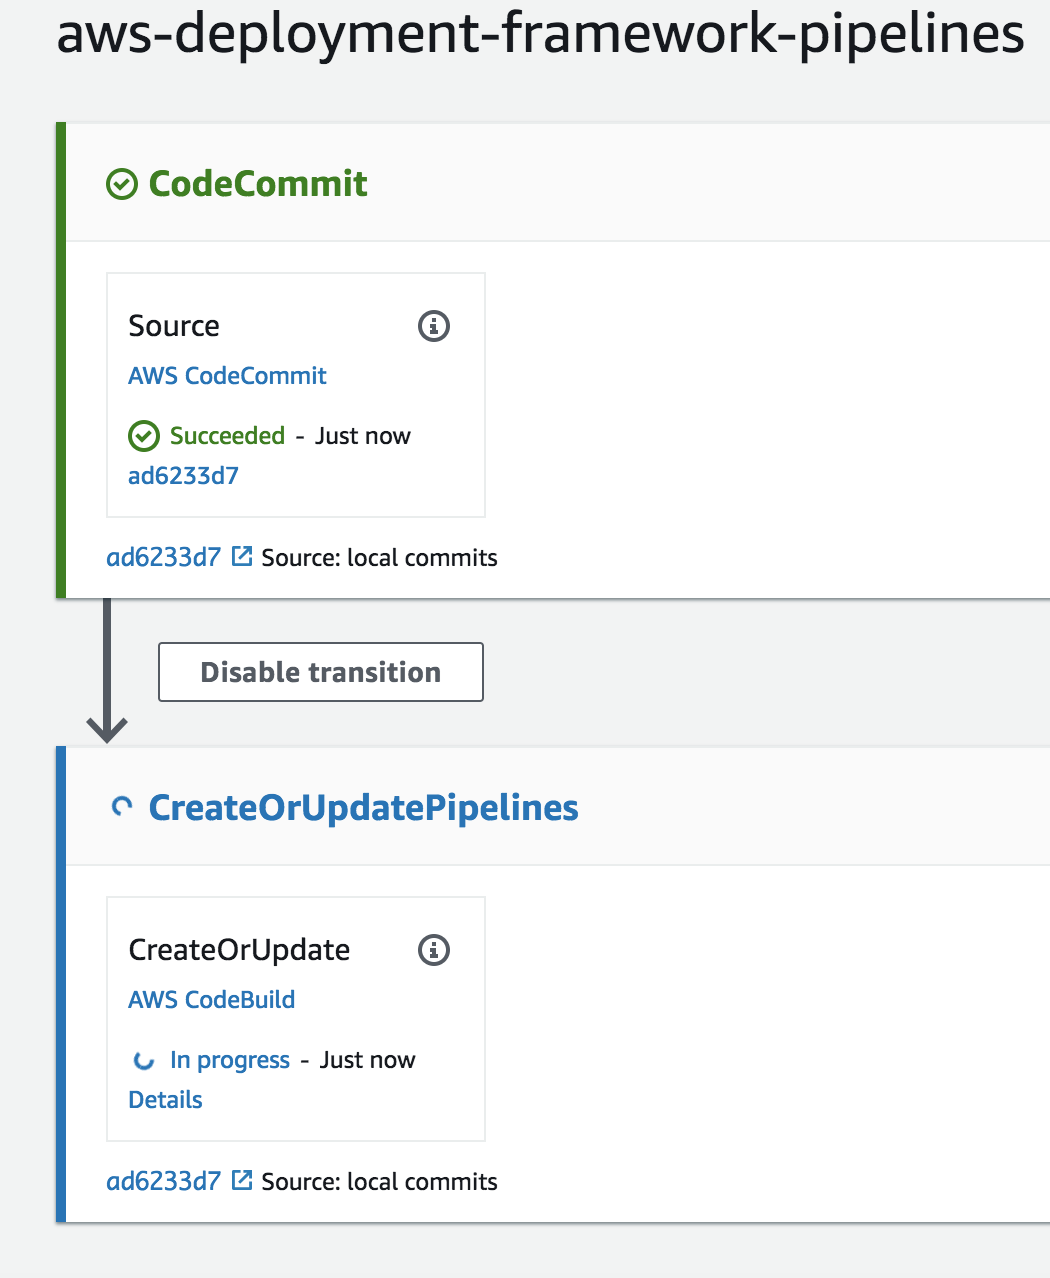 aws-deployment-framework-pipelines
CodeCommit
Source
AWS CodeCommit
Succeeded - Just now
ad6233d7
ad6233d7 Source: local commits
Disable transition
CreateOrUpdatePipelines
CreateOrUpdate
AWS CodeBuild
In progress - Just now
Details
ad6233d7 Source: local commits